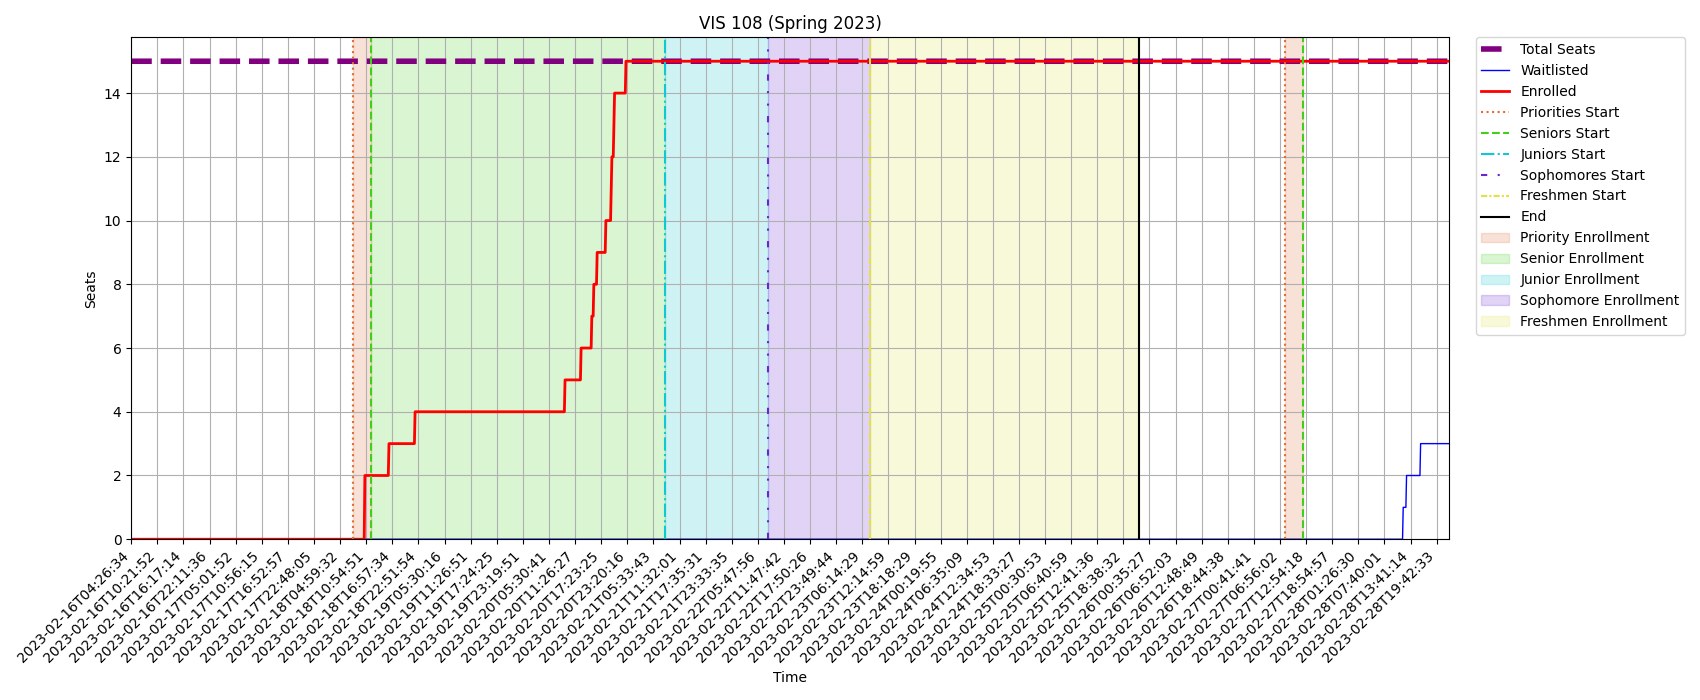 VIS 108 (Spring 2023)
Seats
14
12
10
8
6
4
2
0
2023-02-16T04:26:34
2023-02-16T10:21:52
2023-02-16T16:17:14
2023-02-16T22:11:36
2023-02-17T05:01:52
2023-02-17T10:56:15
2023-02-17T16:52:57
2023-02-17T22:48:05
2023-02-18T04:59:32
2023-02-18T10:54:51
2023-02-18T16:57:34
2023-02-18T22:51:54
2023-02-19T05:30:16
2023-02-19T11:26:51
2023-02-19T17:24:25
2023-02-19T23:19:51
2023-02-20T05:30:41
2023-02-20T11:26:27
2023-02-20T17:23:25
2023-02-20T23:20:16
2023-02-21T05:33:43
2023-02-21T11:32:01
2023-02-21T17:35:31
2023-02-21T23:33:35
2023-02-22T05:47:56
2023-02-22T11:47:42
2023-02-22T17:50:26
2023-02-22T23:49:44
2023-02-23T06:14:29
2023-02-23T12:14:59
2023-02-23T18:18:29
2023-02-24T00:19:55
2023-02-24T06:35:09
2023-02-24T12:34:53
2023-02-24T18:33:27
2023-02-25T00:30:53
2023-02-25T06:40:59
2023-02-25T12:41:36
2023-02-25T18:38:32
2023-02-26T00:35:27
2023-02-26T06:52:03
2023-02-26T12:48:49
2023-02-26T18:44:38
2023-02-27T00:41:41
2023-02-27T06:56:02
2023-02-27T12:54:18
2023-02-27T18:54:57
2023-02-28T01:26:30
2023-02-28T07:40:01
2023-02-28T13:41:14
2023-02-28T19:42:33
Time
Total Seats
Waitlisted
Enrolled
Priorities Start
Seniors Start
Juniors Start
Sophomores Start
Freshmen Start
End
Priority Enrollment
Senior Enrollment
Junior Enrollment
Sophomore Enrollment
Freshmen Enrollment